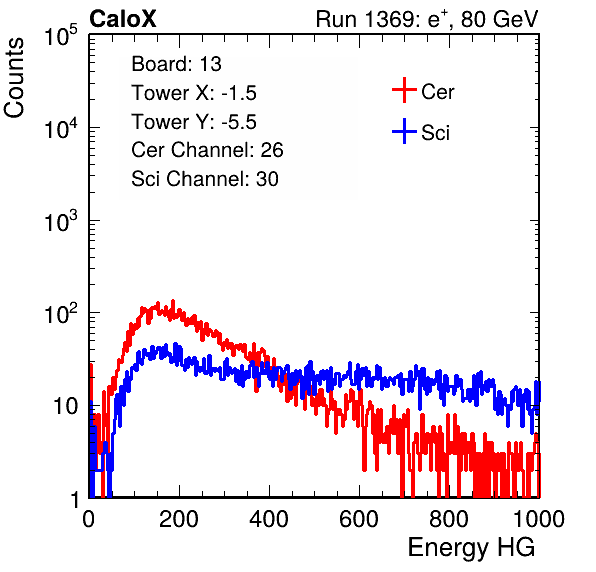 CaloX Run 1369: e⁺, 80 GeV
Counts
Board: 13
Tower X: -1.5
Tower Y: -5.5
Cer Channel: 26
Sci Channel: 30
Cer
Sci
10⁵
10⁴
10³
10²
10
1
0 200 400 600 800 1000
Energy HG